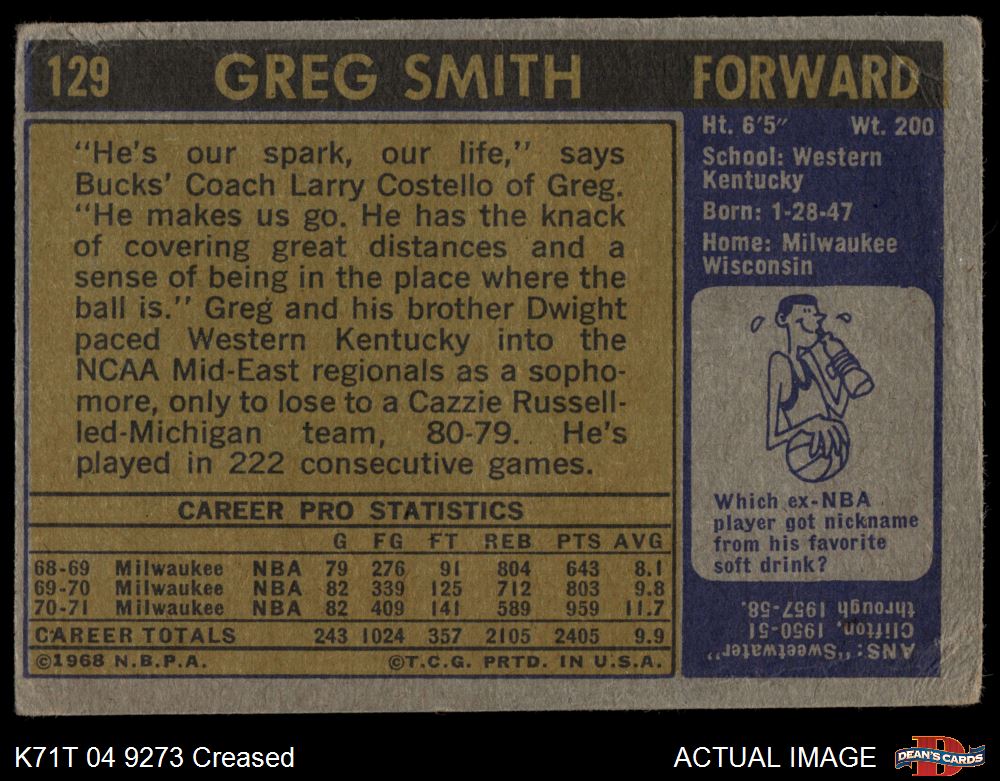 129 GREG SMITH FORWARD
"He's our spark, our life," says
Bucks' Coach Larry Costello of Greg.
"He makes us go. He has the knack
of covering great distances and a
sense of being in the place where the
ball is." Greg and his brother Dwight
paced Western Kentucky into the
NCAA Mid-East regionals as a sopho-
more, only to lose to a Cazzie Russell-
led-Michigan team, 80-79. He's
played in 222 consecutive games.
CAREER PRO STATISTICS
G FG FT REB PTS AVG
68-69 Milwaukee NBA 79 276 91 804 643 8.1
69-70 Milwaukee NBA 82 339 125 712 803 9.8
70-71 Milwaukee NBA 82 409 141 589 959 11.7
CAREER TOTALS 243 1024 357 2105 2405 9.9
©1968 N.B.P.A. ©T.C.G. PRTD. IN U.S.A.
Ht. 6'5" Wt. 200
School: Western
Kentucky
Born: 1-28-47
Home: Milwaukee
Wisconsin
Which ex-NBA
player got nickname
from his favorite
soft drink?
ANS: "Sweetwater"
Clifton, 1950-51
through 1957-58.
K71T 04 9273 Creased
ACTUAL IMAGE
D
DEAN'S CARDS